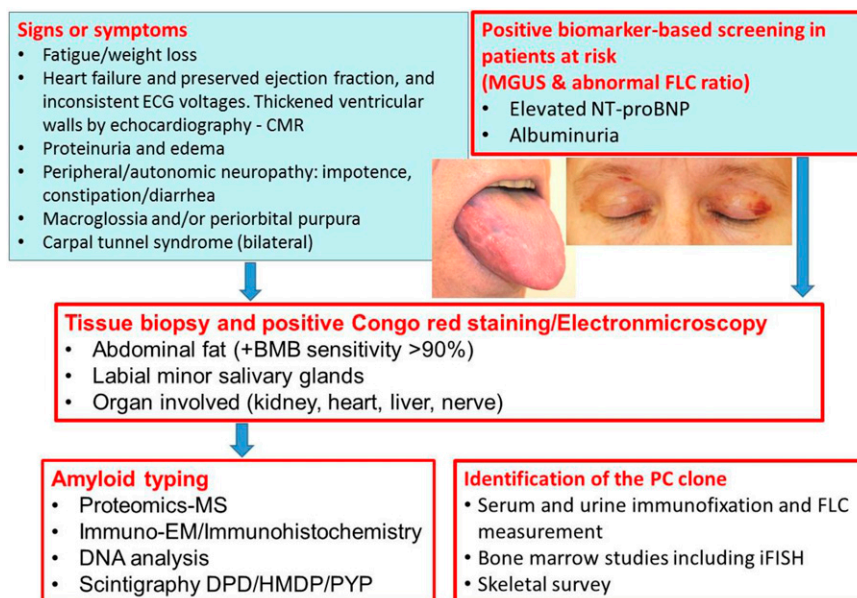 Signs or symptoms
• Fatigue/weight loss
• Heart failure and preserved ejection fraction, and
inconsistent ECG voltages. Thickened ventricular
walls by echocardiography - CMR
• Proteinuria and edema
• Peripheral/autonomic neuropathy: impotence,
constipation/diarrhea
• Macroglossia and/or periorbital purpura
• Carpal tunnel syndrome (bilateral)
Positive biomarker-based screening in
patients at risk
(MGUS & abnormal FLC ratio)
• Elevated NT-proBNP
• Albuminuria
Tissue biopsy and positive Congo red staining/Electronmicroscopy
• Abdominal fat (+BMB sensitivity >90%)
• Labial minor salivary glands
• Organ involved (kidney, heart, liver, nerve)
Amyloid typing
• Proteomics-MS
• Immuno-EM/Immunohistochemistry
• DNA analysis
• Scintigraphy DPD/HMDP/PYP
Identification of the PC clone
• Serum and urine immunofixation and FLC
measurement
• Bone marrow studies including iFISH
• Skeletal survey